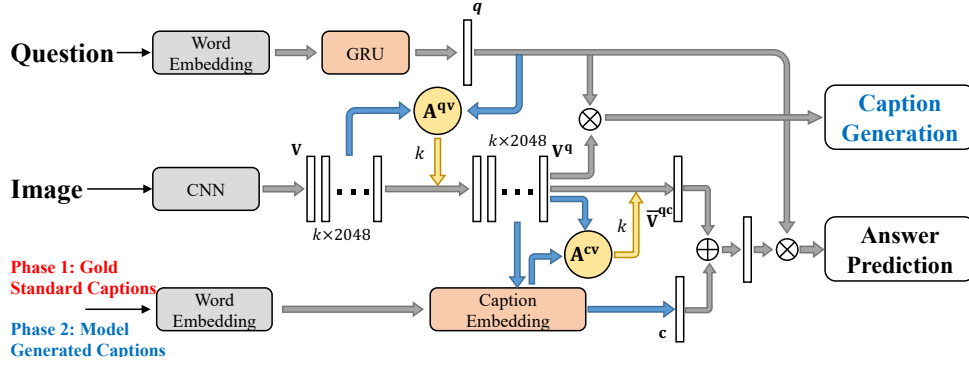 Question
Word
Embedding
GRU
q
A^qv
Caption
Generation
V
k
k×2048
V^q
Image
CNN
k×2048
k
V̅^qc
A^cv
Answer
Prediction
Phase 1: Gold
Standard Captions
Phase 2: Model
Generated Captions
Word
Embedding
Caption
Embedding
c